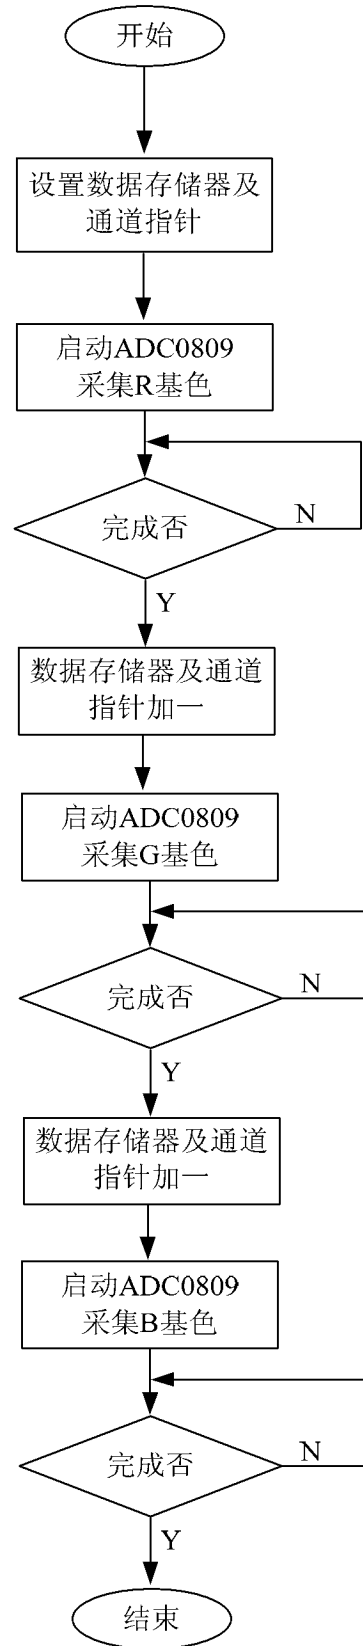 开始
设置数据存储器及
通道指针
启动ADC0809
采集R基色
完成否
N
Y
数据存储器及通道
指针加一
启动ADC0809
采集G基色
完成否
N
Y
数据存储器及通道
指针加一
启动ADC0809
采集B基色
完成否
N
Y
结束